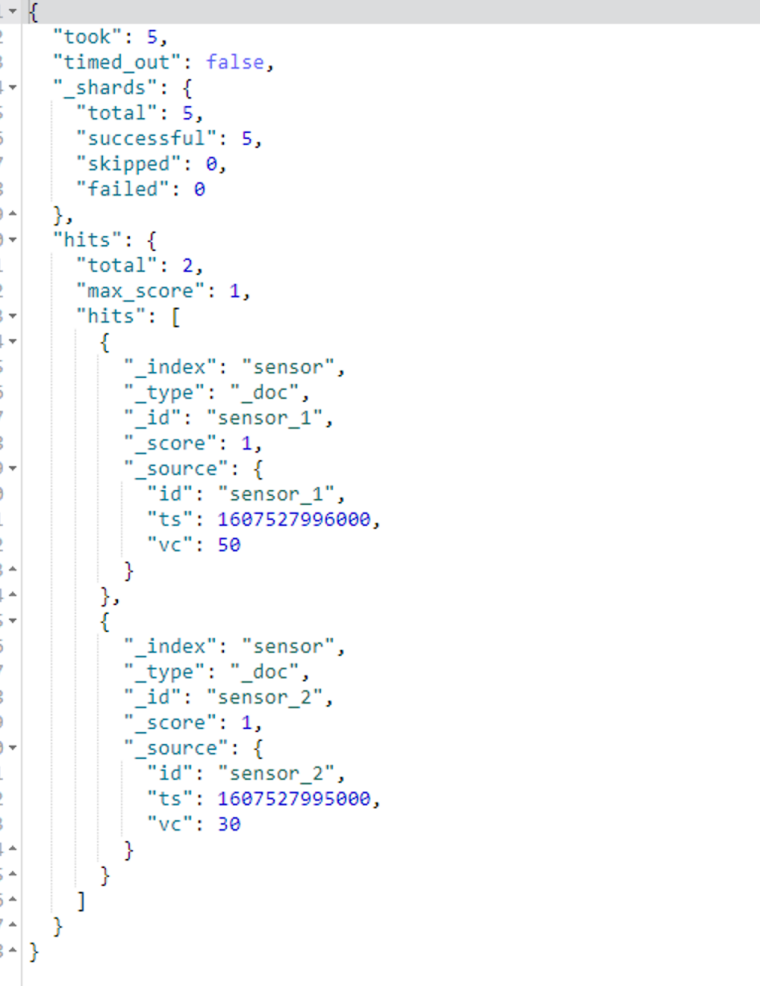 {
  "took": 5,
  "timed_out": false,
  "_shards": {
    "total": 5,
    "successful": 5,
    "skipped": 0,
    "failed": 0
  },
  "hits": {
    "total": 2,
    "max_score": 1,
    "hits": [
      {
        "_index": "sensor",
        "_type": "_doc",
        "_id": "sensor_1",
        "_score": 1,
        "_source": {
          "id": "sensor_1",
          "ts": 1607527996000,
          "vc": 50
        }
      },
      {
        "_index": "sensor",
        "_type": "_doc",
        "_id": "sensor_2",
        "_score": 1,
        "_source": {
          "id": "sensor_2",
          "ts": 1607527995000,
          "vc": 30
        }
      }
    ]
  }
}